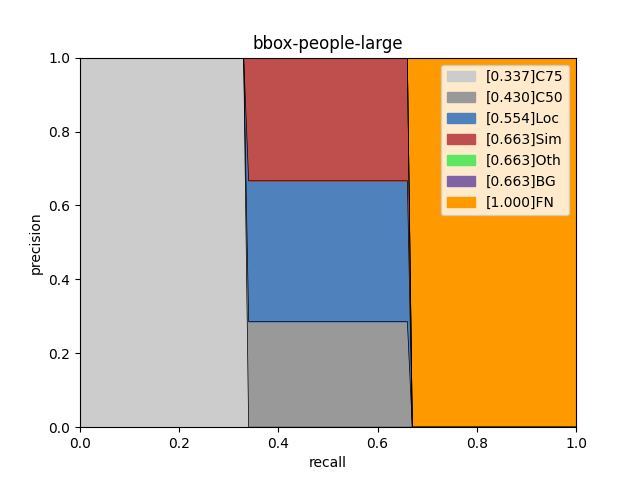 bbox-people-large
1.0
0.8
0.6
0.4
0.2
0.0
precision
[0.337]C75
[0.430]C50
[0.554]Loc
[0.663]Sim
[0.663]Oth
[0.663]BG
[1.000]FN
0.0 0.2 0.4 0.6 0.8 1.0
recall